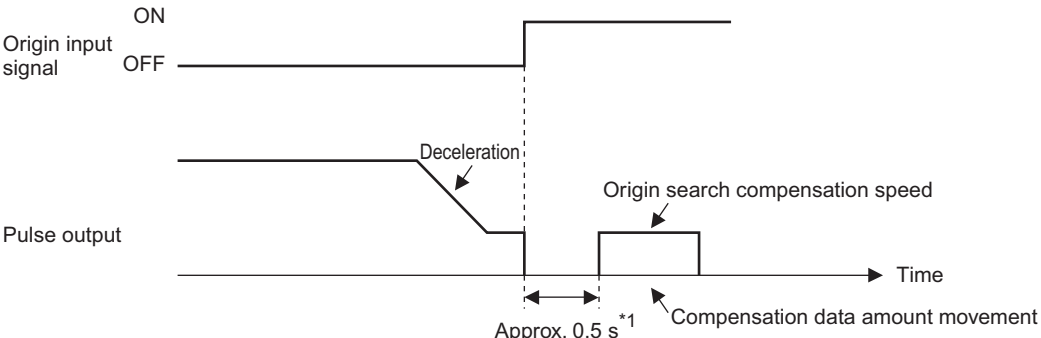 ON
Origin input
signal
OFF
Deceleration
Origin search compensation speed
Pulse output
Time
Approx. 0.5 s*1
Compensation data amount movement